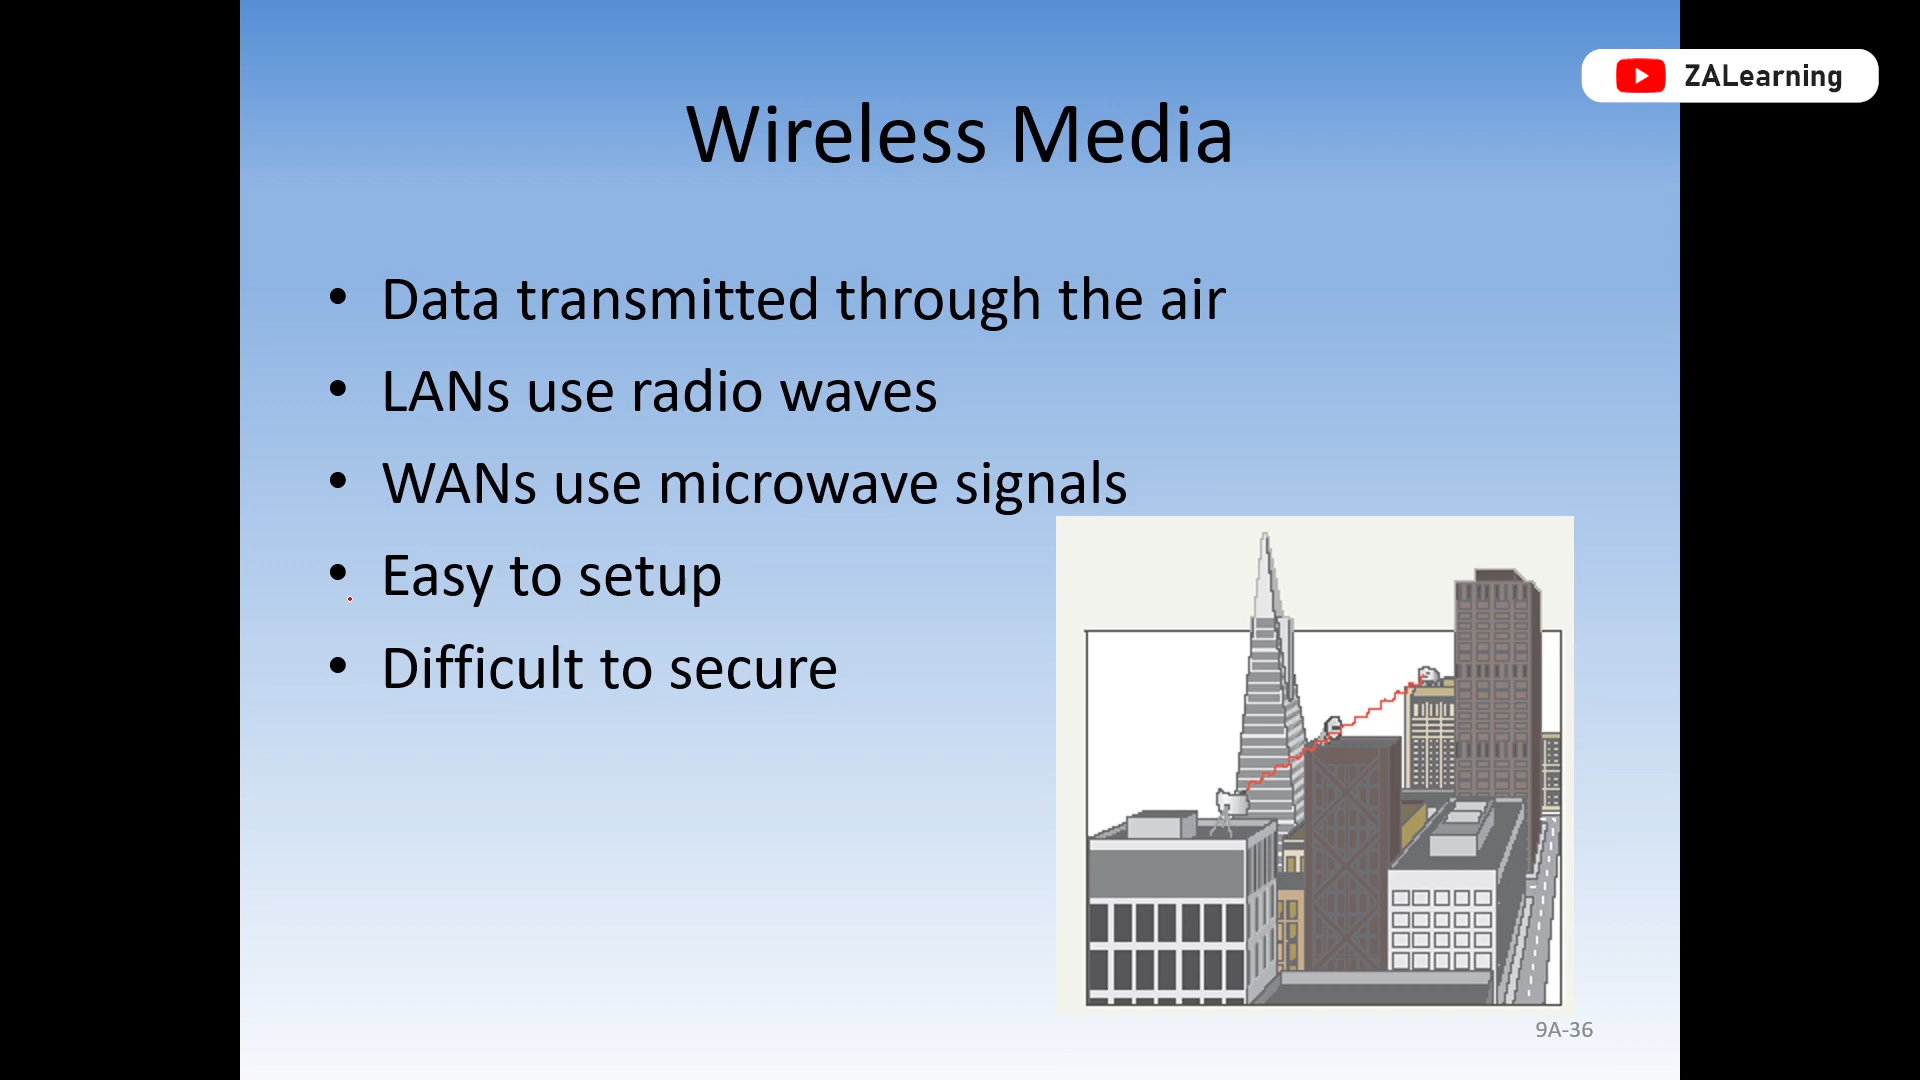 ZALearning
Wireless Media
• Data transmitted through the air
• LANs use radio waves
• WANs use microwave signals
• Easy to setup
• Difficult to secure
9A-36